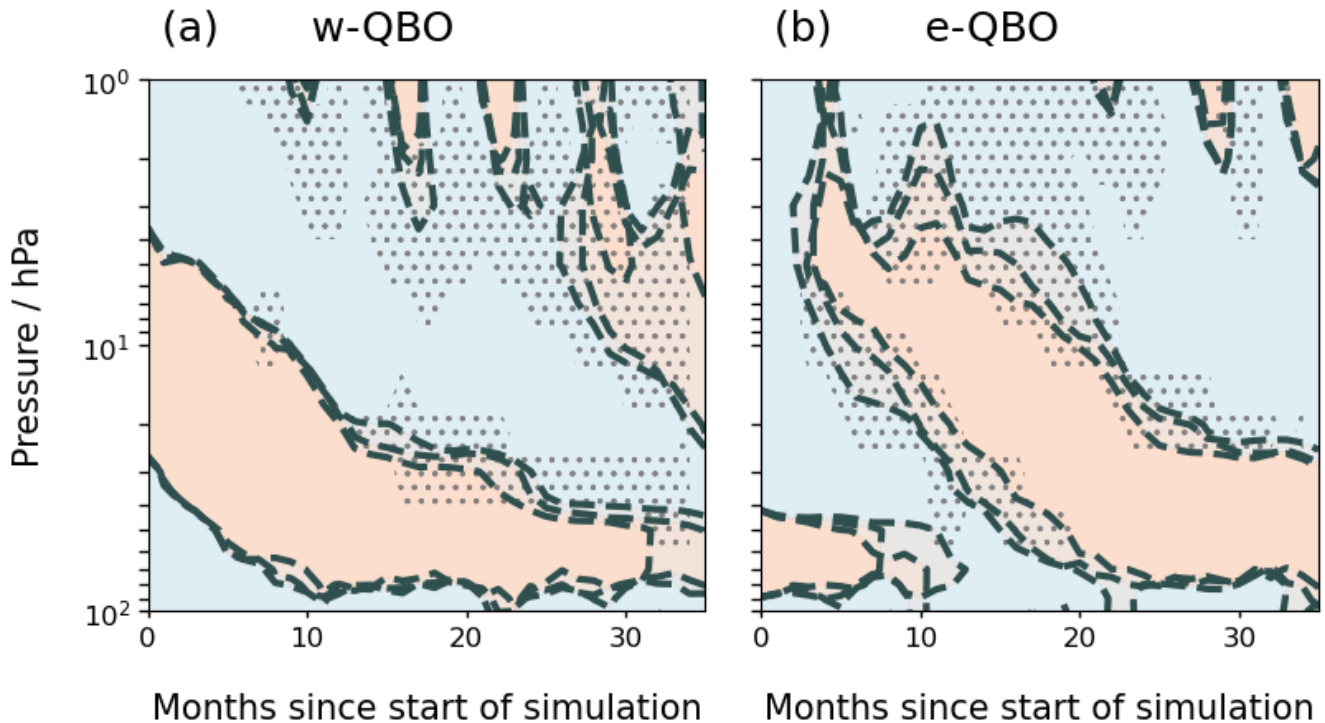 (a) w-QBO
(b) e-QBO
Pressure / hPa
10⁰
10¹
10²
0 10 20 30
0 10 20 30
Months since start of simulation
Months since start of simulation